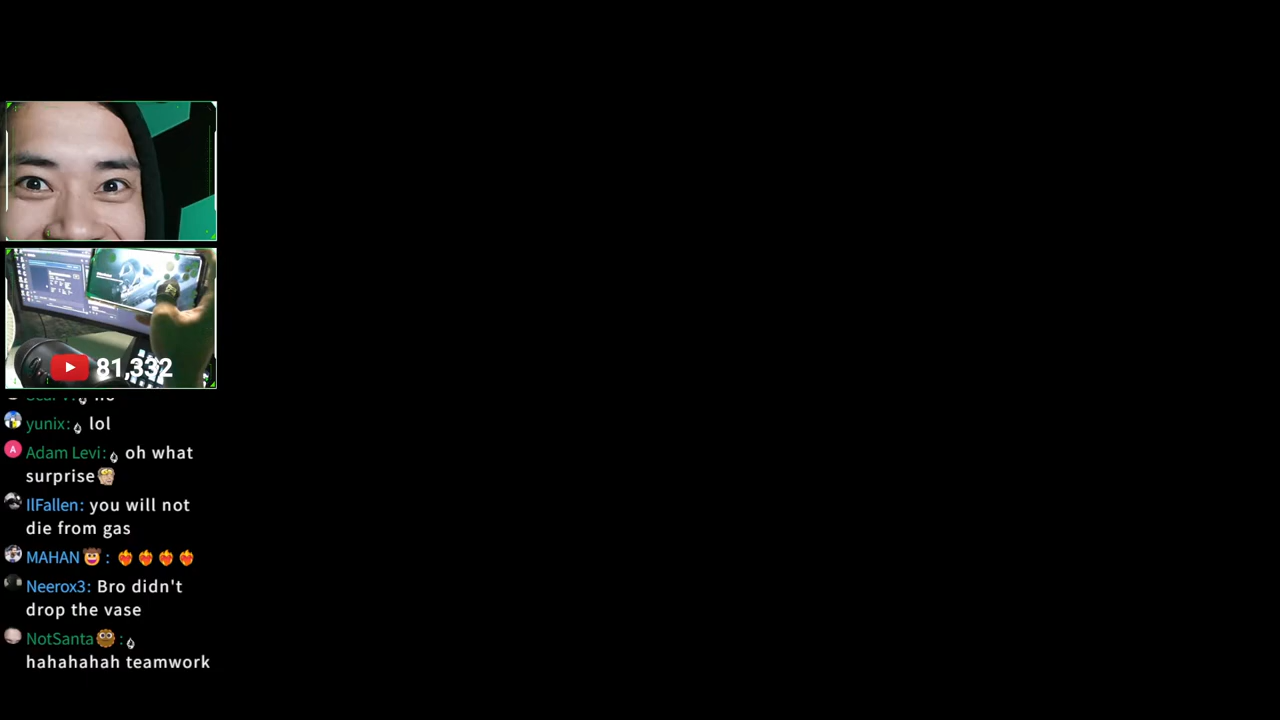 81,332
yunix: lol
A Adam Levi: oh what
surprise
IlFallen: you will not
die from gas
MAHAN :
Neerox3: Bro didn't
drop the vase
NotSanta :
hahahahah teamwork